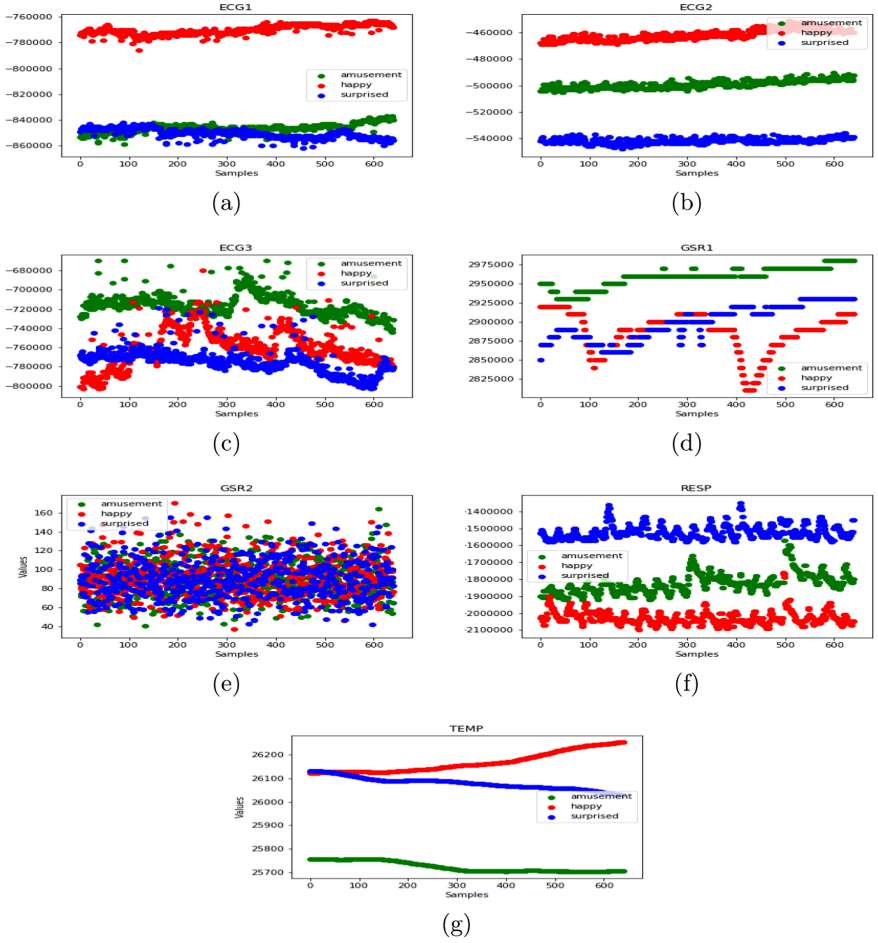 ECG1
−760000
−780000
−800000
−820000
−840000
−860000
amusement
happy
surprised
0 100 200 300 400 500 600
Samples
(a)
ECG2
−460000
−480000
−500000
−520000
−540000
amusement
happy
surprised
0 100 200 300 400 500 600
Samples
(b)
ECG3
−680000
−700000
−720000
−740000
−760000
−780000
−800000
amusement
happy
surprised
0 100 200 300 400 500 600
Samples
(c)
GSR1
2975000
2950000
2925000
2900000
2875000
2850000
2825000
amusement
happy
surprised
0 100 200 300 400 500 600
Samples
(d)
GSR2
Values
160
140
120
100
80
60
40
amusement
happy
surprised
0 100 200 300 400 500 600
Samples
(e)
RESP
−1400000
−1500000
−1600000
−1700000
−1800000
−1900000
−2000000
−2100000
amusement
happy
surprised
0 100 200 300 400 500 600
Samples
(f)
TEMP
Values
26200
26100
26000
25900
25800
25700
amusement
happy
surprised
0 100 200 300 400 500 600
Samples
(g)